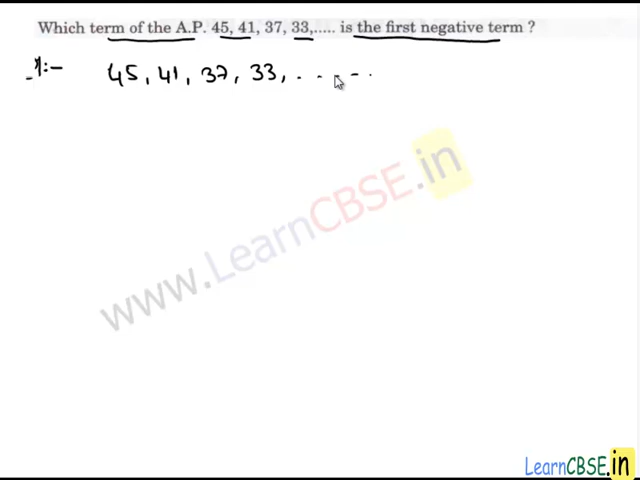 Which term of the A.P. 45, 41, 37, 33,..... is the first negative term ?
45, 41, 37, 33, ......
www.LearnCBSE.in
LearnCBSE.in